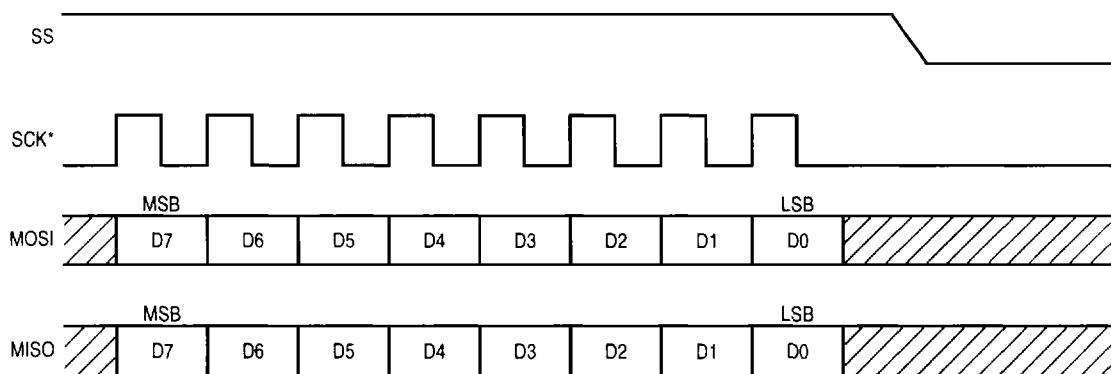 SS
SCK*
MSB LSB
MOSI D7 D6 D5 D4 D3 D2 D1 D0
MSB LSB
MISO D7 D6 D5 D4 D3 D2 D1 D0